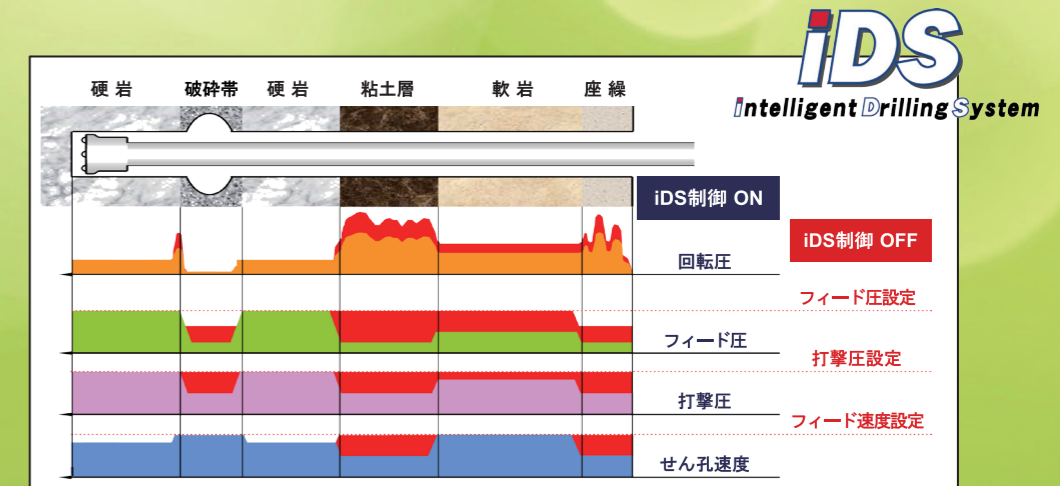 iDS
Intelligent Drilling System
硬岩 破砕帯 硬岩 粘土層 軟岩 座繰
iDS制御 ON
iDS制御 OFF
回転圧
フィード圧設定
フィード圧
打撃圧設定
打撃圧
フィード速度設定
せん孔速度